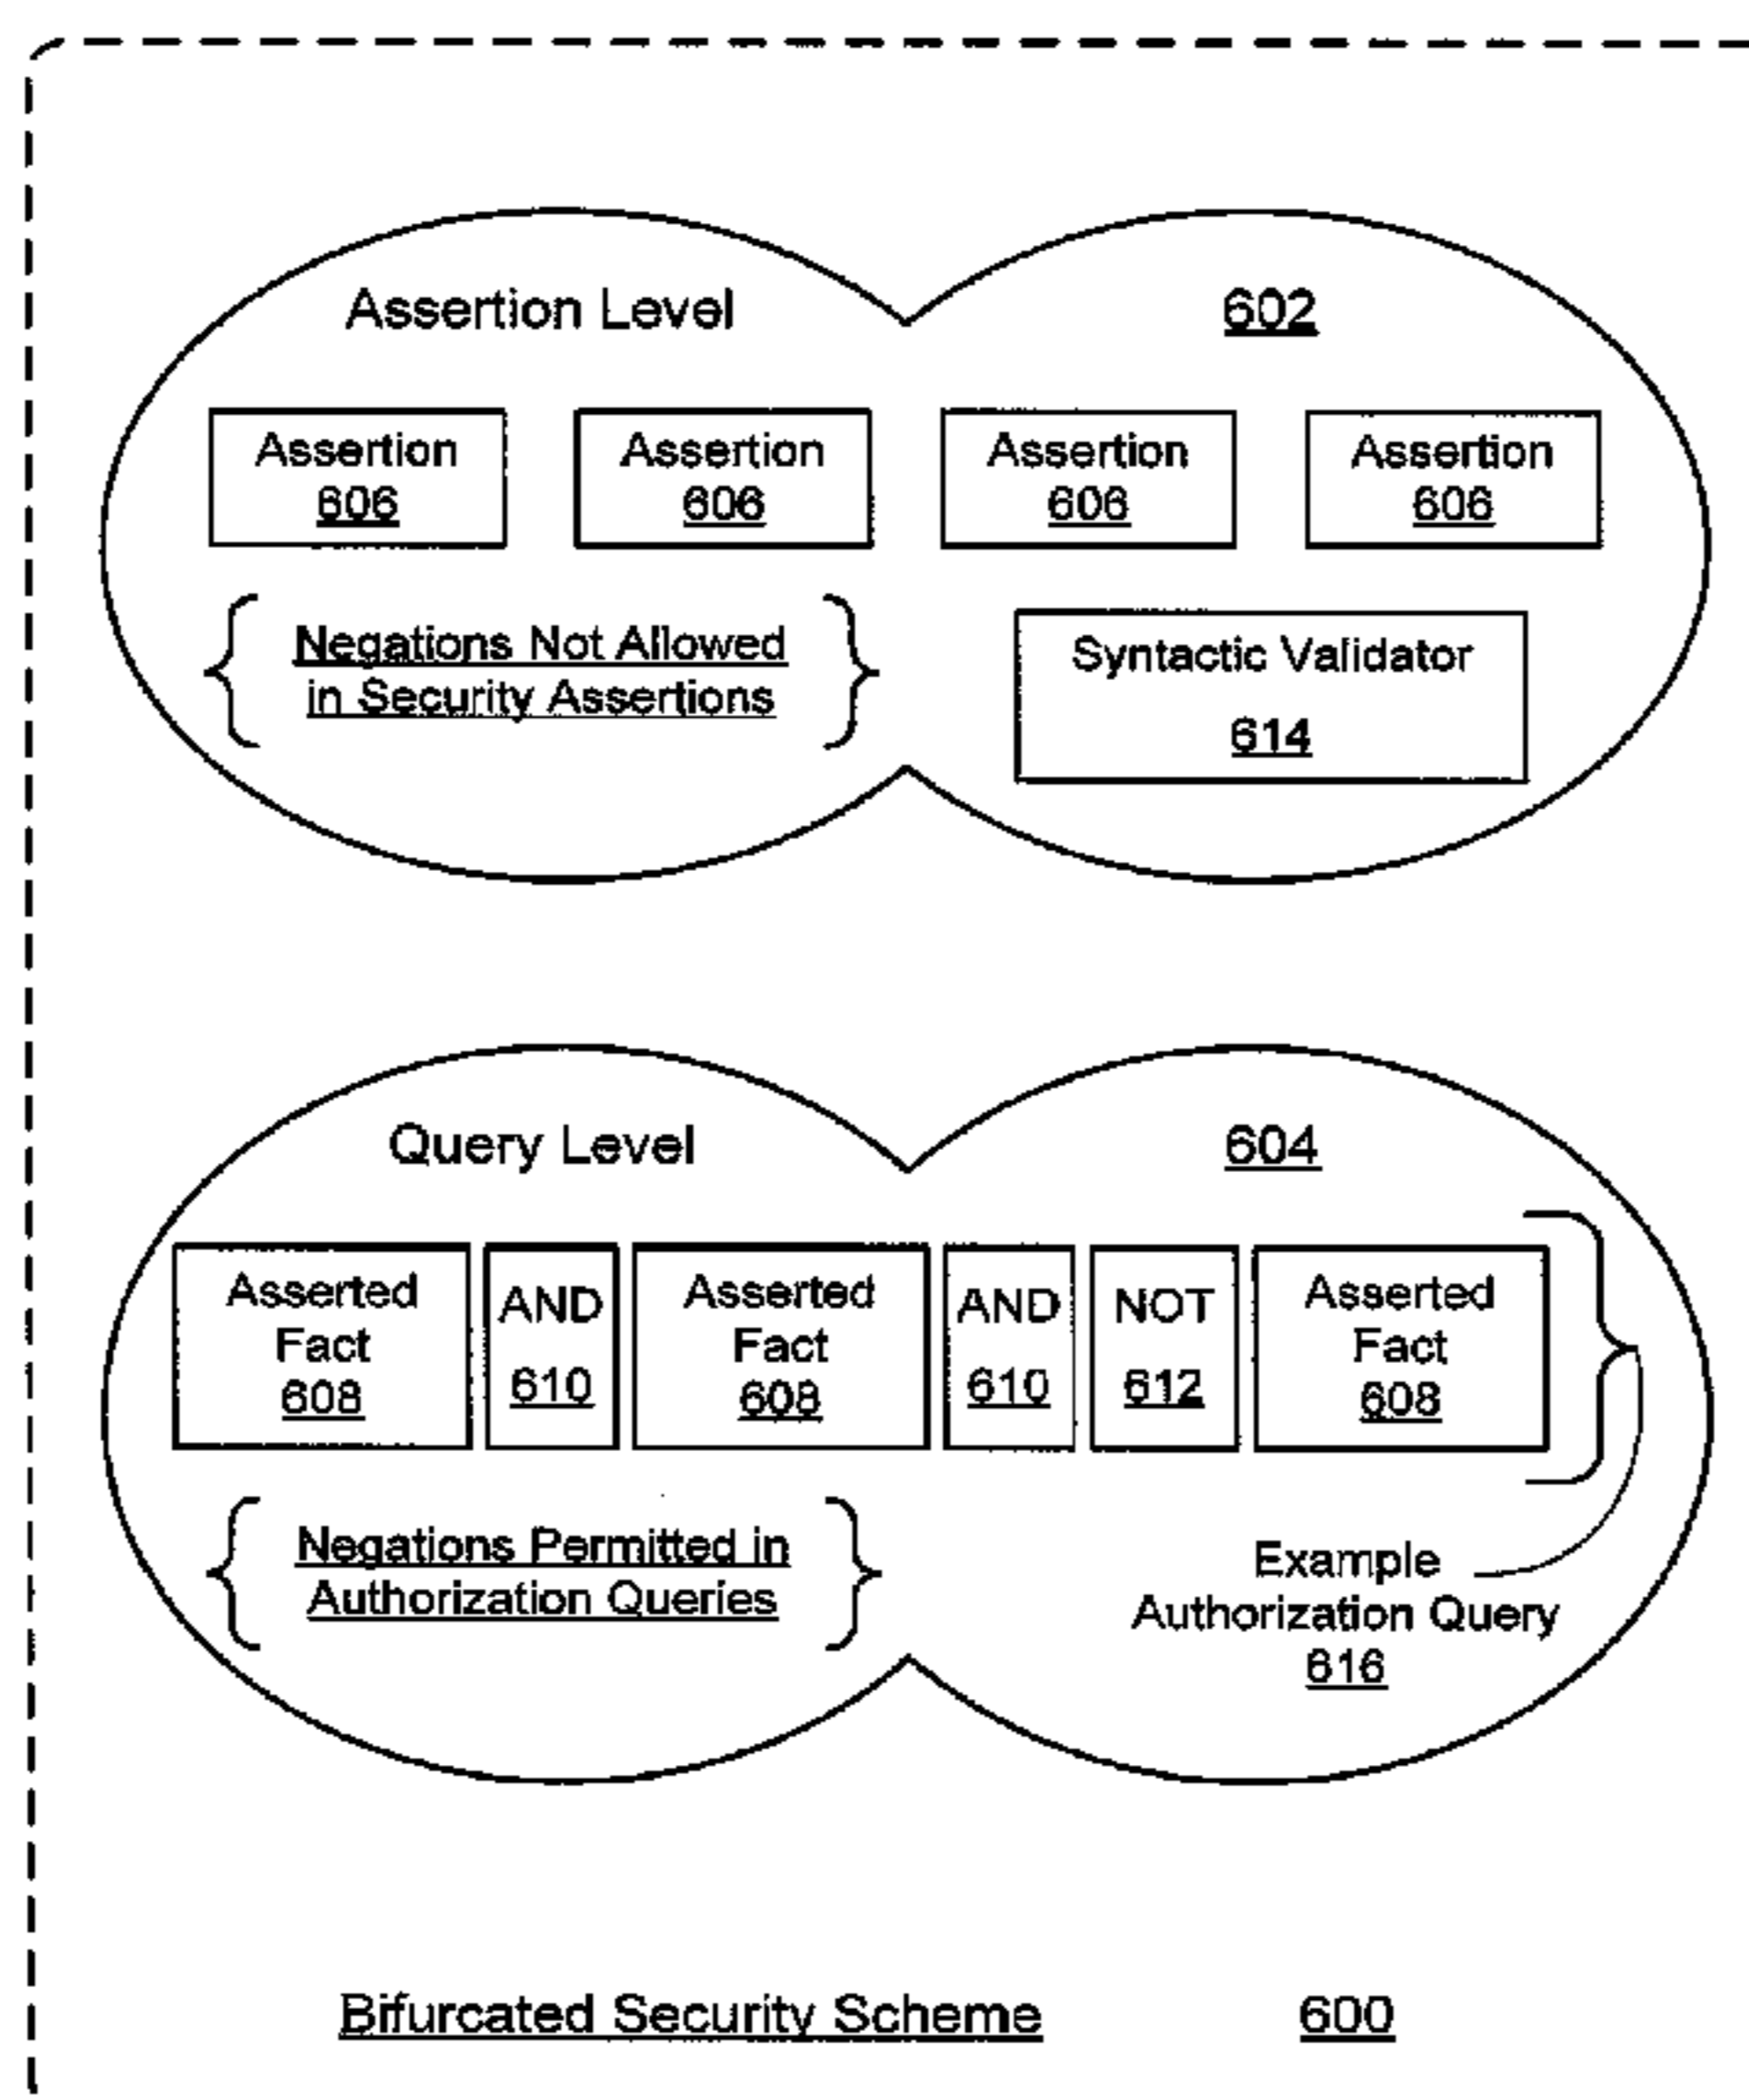 Assertion Level 602
Assertion Assertion Assertion Assertion
606 606 606 606
Negations Not Allowed
in Security Assertions
Syntactic Validator
614
Query Level 604
Asserted
Fact
608
AND
610
Asserted
Fact
608
AND
610
NOT
612
Asserted
Fact
608
Negations Permitted in
Authorization Queries
Example
Authorization Query
616
Bifurcated Security Scheme 600